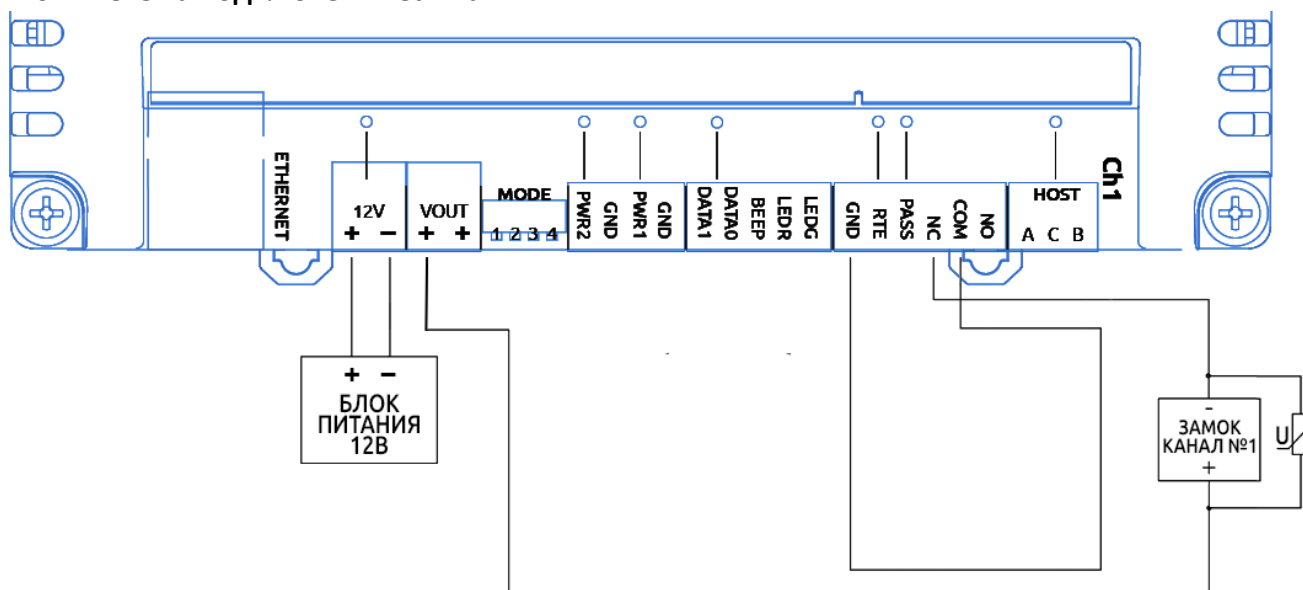 ETHERNET
12V
+ −
VOUT
+ +
MODE
1 2 3 4
PWR2
GND
PWR1
GND
DATA1
DATA0
BEEP
LEDR
LEDG
GND
RTE
PASS
NC
COM
NO
HOST
A C B
Ch1
+ −
БЛОК
ПИТАНИЯ
12В
-
ЗАМОК
КАНАЛ №1
+
U